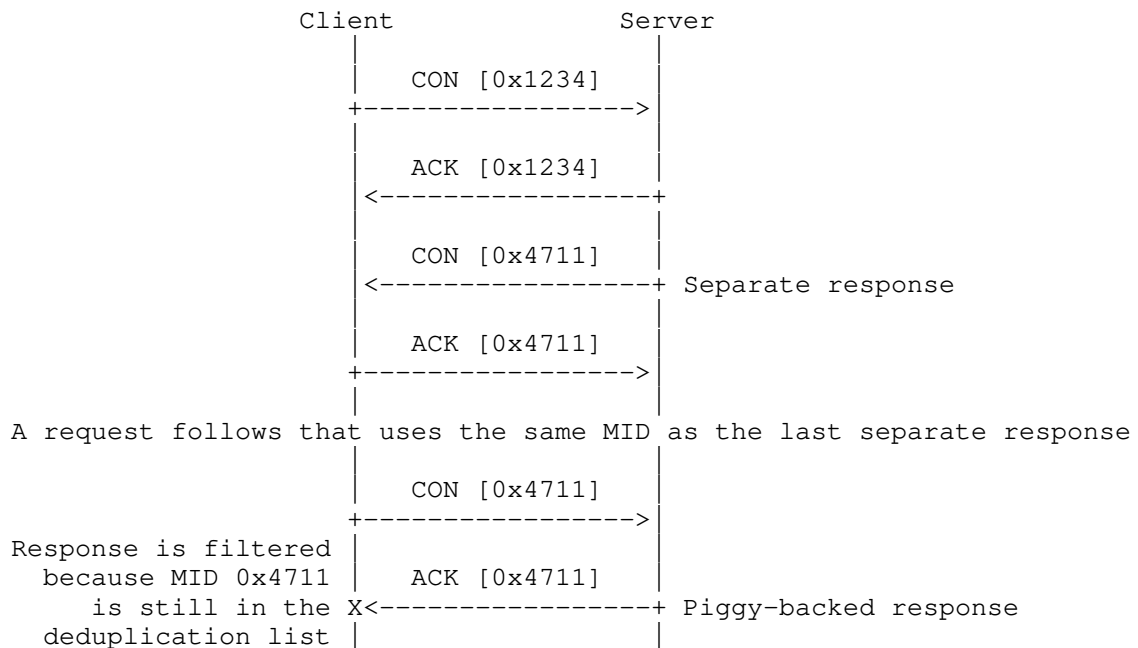 Client Server
CON [0x1234]
ACK [0x1234]
CON [0x4711]
Separate response
ACK [0x4711]
A request follows that uses the same MID as the last separate response
CON [0x4711]
Response is filtered
because MID 0x4711 ACK [0x4711]
is still in the X Piggy-backed response
deduplication list